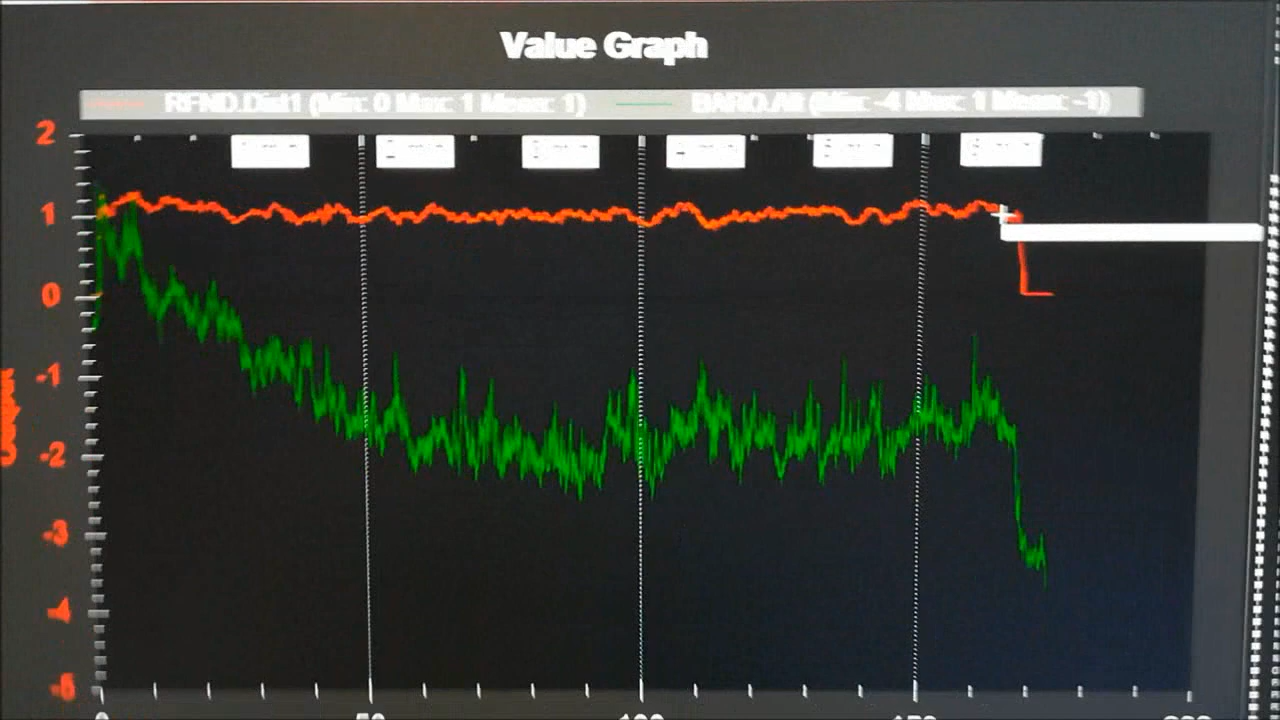 Value Graph
RFND.Dist1 (Min: 0 Max: 1 Mean: 1) BARO.Alt (Min: -4 Max: 1 Mean: -1)
2
1
0
-1
-2
-3
-4
Output
0 50 100 150